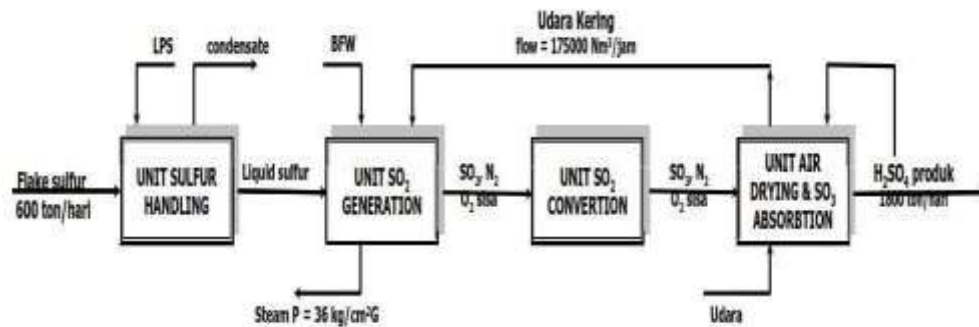 Udara Kering
flow = 175000 Nm³/jam
LPS
condensate
BFW
Flake sulfur
600 ton/hari
UNIT SULFUR
HANDLING
Liquid sulfur
UNIT SO₂
GENERATION
SO₃, N₂
O₂ sisa
UNIT SO₂
CONVERTION
SO₃, N₂
O₂ sisa
UNIT AIR
DRYING & SO₃
ABSORBTION
H₂SO₄ produk
1800 ton/hari
Steam P = 36 kg/cm²G
Udara